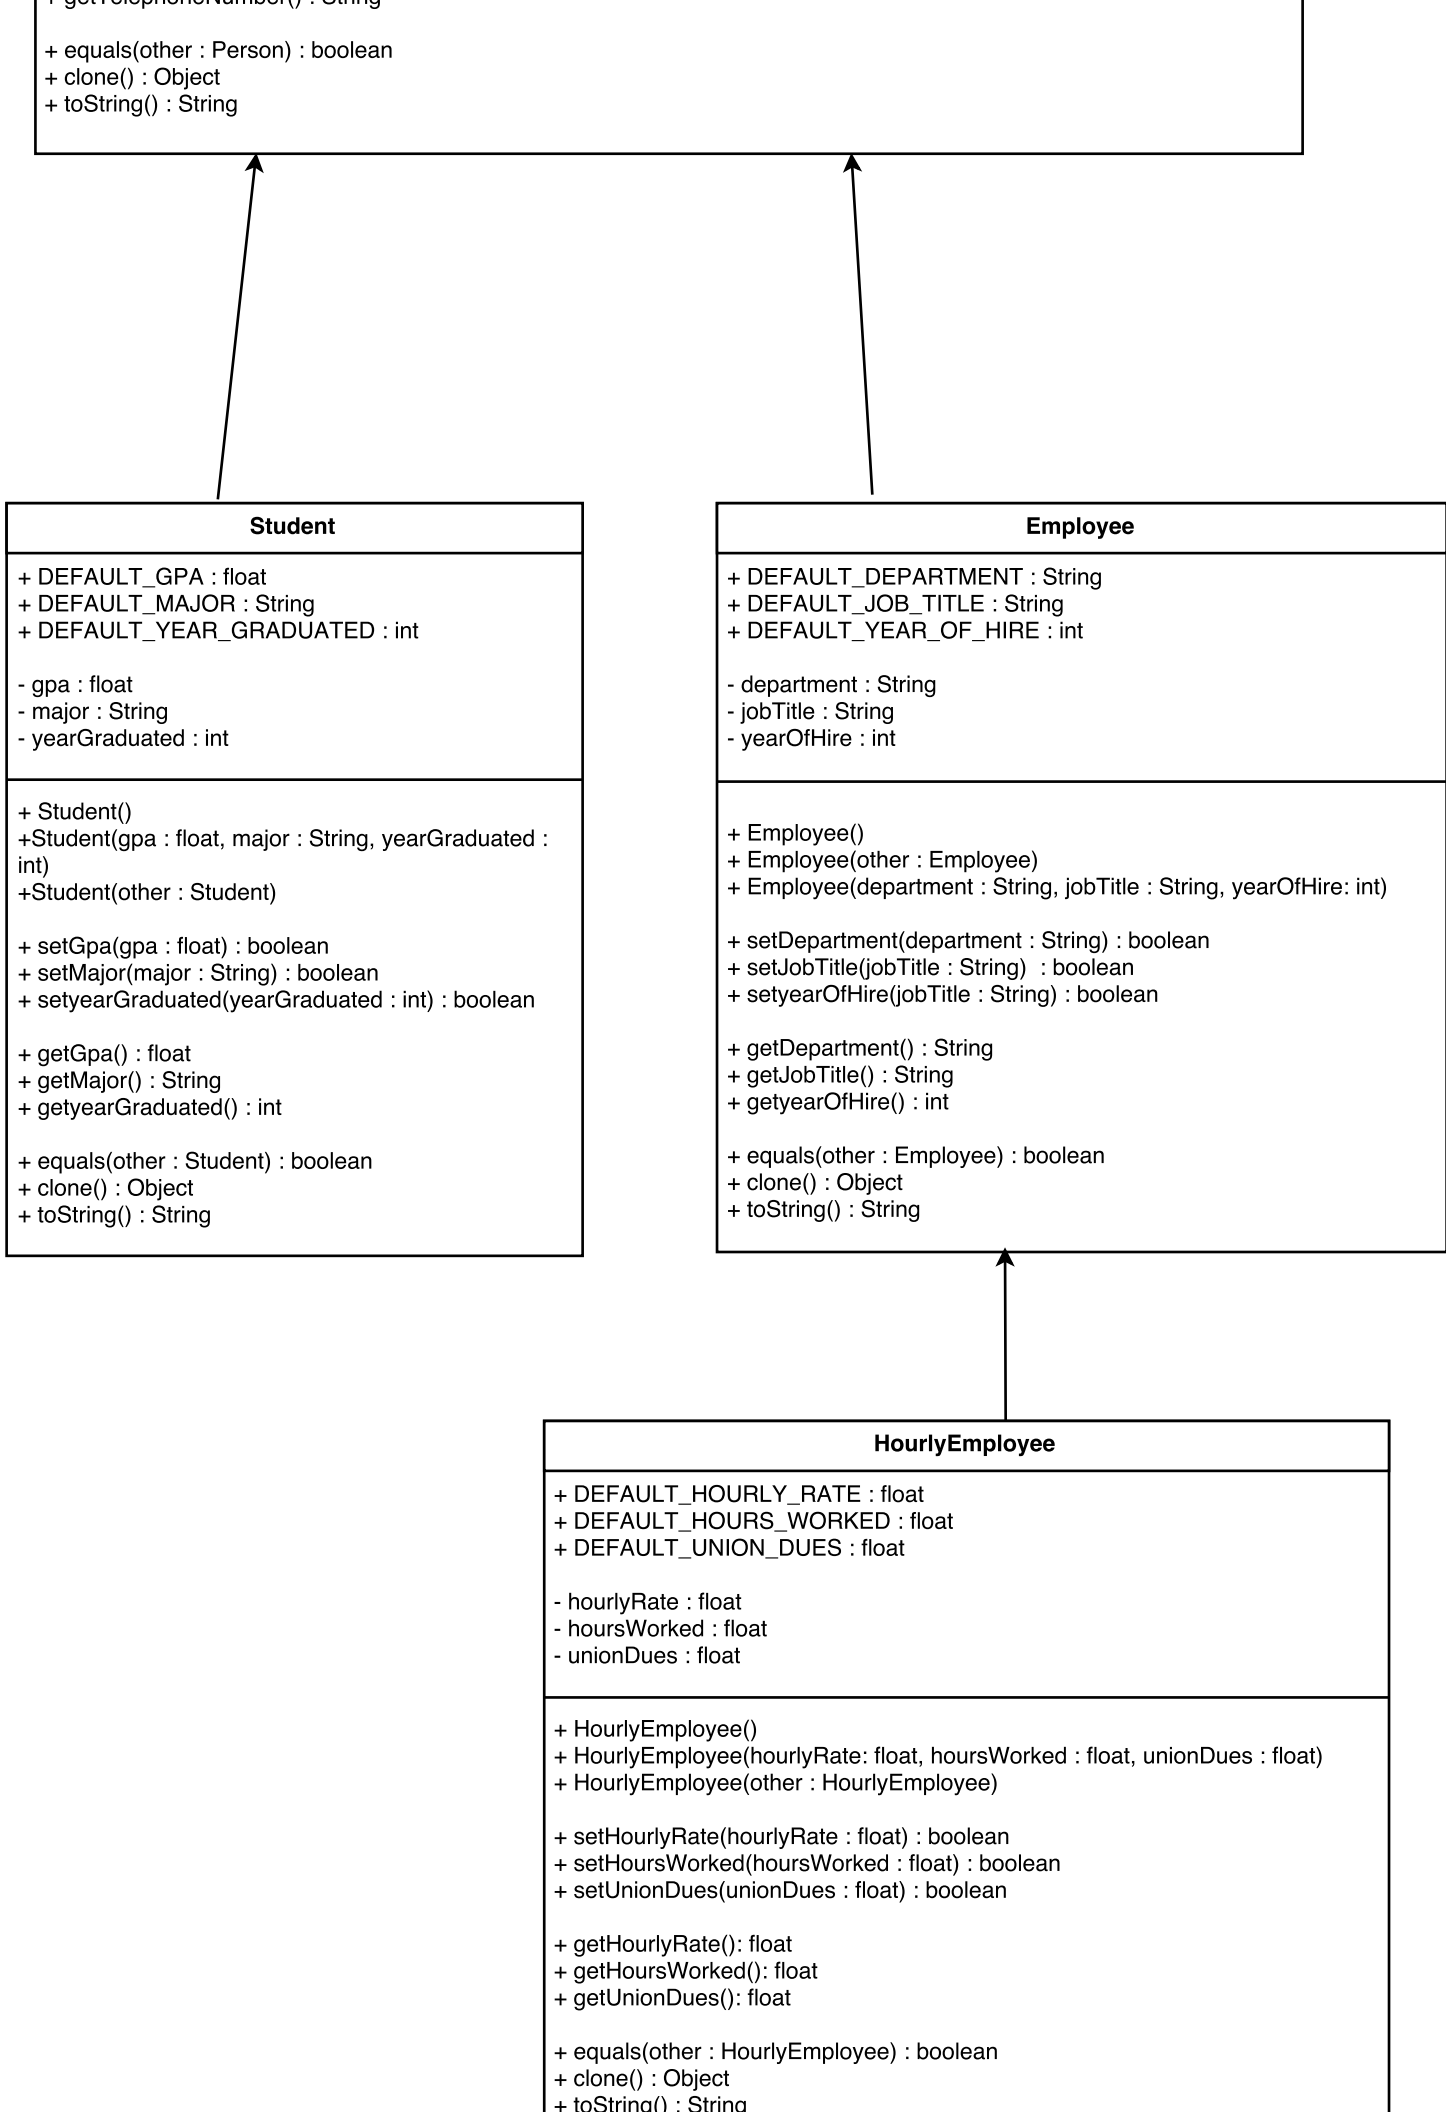 + getTelephoneNumber() : String
+ equals(other : Person) : boolean
+ clone() : Object
+ toString() : String
Student
+ DEFAULT_GPA : float
+ DEFAULT_MAJOR : String
+ DEFAULT_YEAR_GRADUATED : int
- gpa : float
- major : String
- yearGraduated : int
+ Student()
+Student(gpa : float, major : String, yearGraduated :
int)
+Student(other : Student)
+ setGpa(gpa : float) : boolean
+ setMajor(major : String) : boolean
+ setyearGraduated(yearGraduated : int) : boolean
+ getGpa() : float
+ getMajor() : String
+ getyearGraduated() : int
+ equals(other : Student) : boolean
+ clone() : Object
+ toString() : String
Employee
+ DEFAULT_DEPARTMENT : String
+ DEFAULT_JOB_TITLE : String
+ DEFAULT_YEAR_OF_HIRE : int
- department : String
- jobTitle : String
- yearOfHire : int
+ Employee()
+ Employee(other : Employee)
+ Employee(department : String, jobTitle : String, yearOfHire: int)
+ setDepartment(department : String) : boolean
+ setJobTitle(jobTitle : String)  : boolean
+ setyearOfHire(jobTitle : String) : boolean
+ getDepartment() : String
+ getJobTitle() : String
+ getyearOfHire() : int
+ equals(other : Employee) : boolean
+ clone() : Object
+ toString() : String
HourlyEmployee
+ DEFAULT_HOURLY_RATE : float
+ DEFAULT_HOURS_WORKED : float
+ DEFAULT_UNION_DUES : float
- hourlyRate : float
- hoursWorked : float
- unionDues : float
+ HourlyEmployee()
+ HourlyEmployee(hourlyRate: float, hoursWorked : float, unionDues : float)
+ HourlyEmployee(other : HourlyEmployee)
+ setHourlyRate(hourlyRate : float) : boolean
+ setHoursWorked(hoursWorked : float) : boolean
+ setUnionDues(unionDues : float) : boolean
+ getHourlyRate(): float
+ getHoursWorked(): float
+ getUnionDues(): float
+ equals(other : HourlyEmployee) : boolean
+ clone() : Object
+ toString() : String